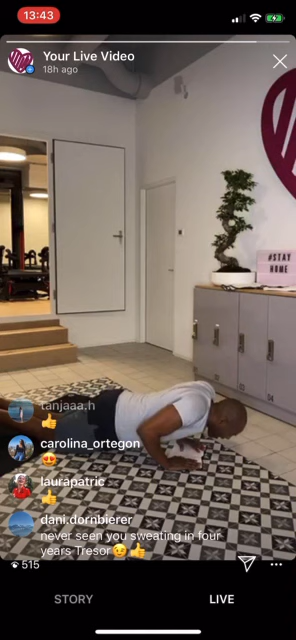 13:43
Your Live Video
18h ago
#STAY
HOME
tanjaaa.h
👍
carolina_ortegon
😍
laurapatric
👍
dani.dornbierer
never seen you sweating in four
years Tresor😉👍
515
STORY
LIVE